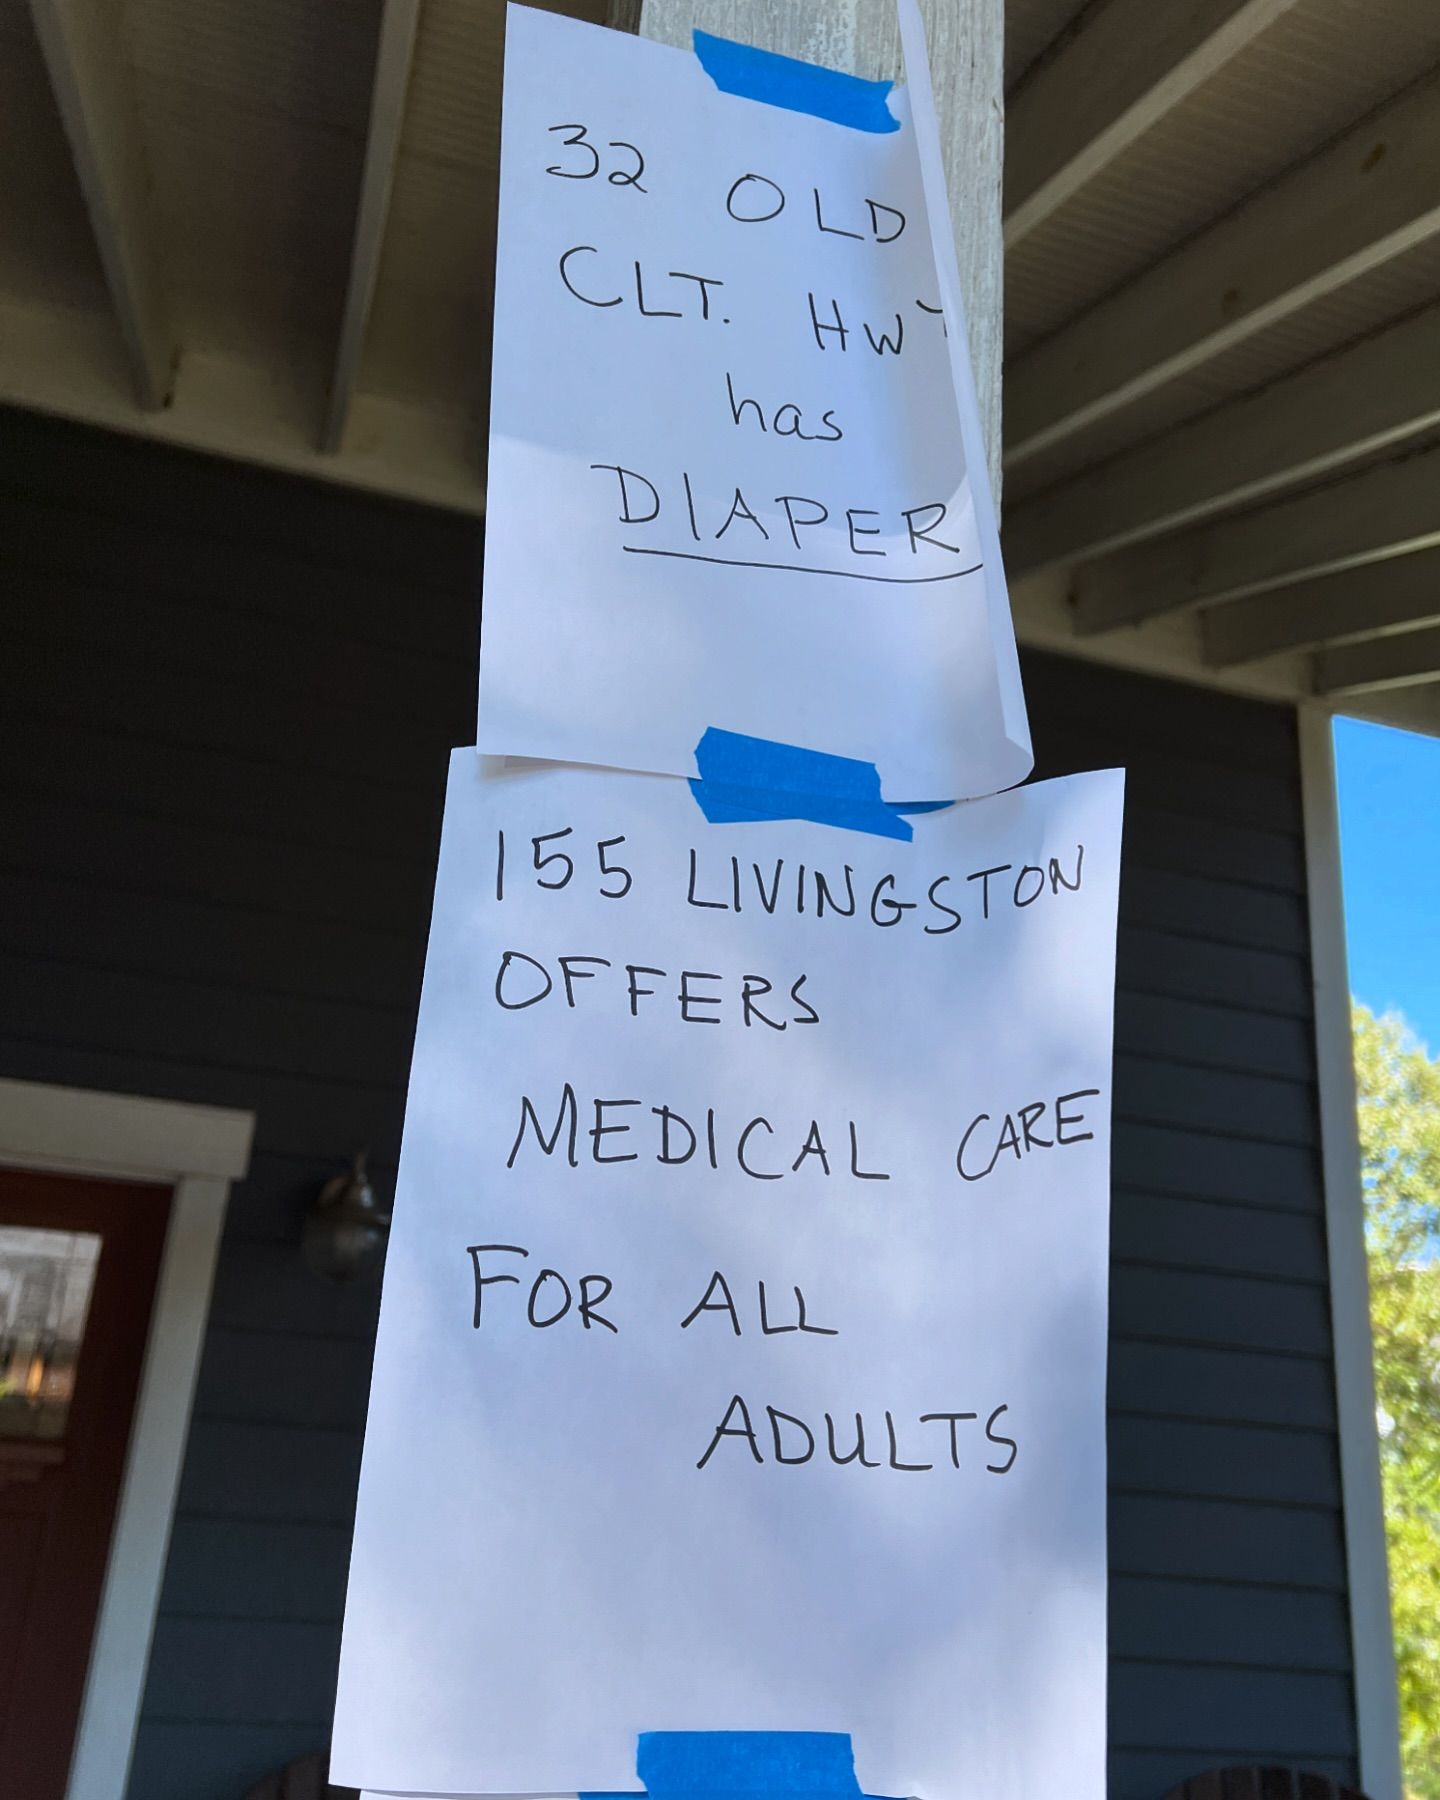 32 OLD
CLT. HWY
has
DIAPER
155 LIVINGSTON
OFFERS
MEDICAL CARE
FOR ALL
ADULTS